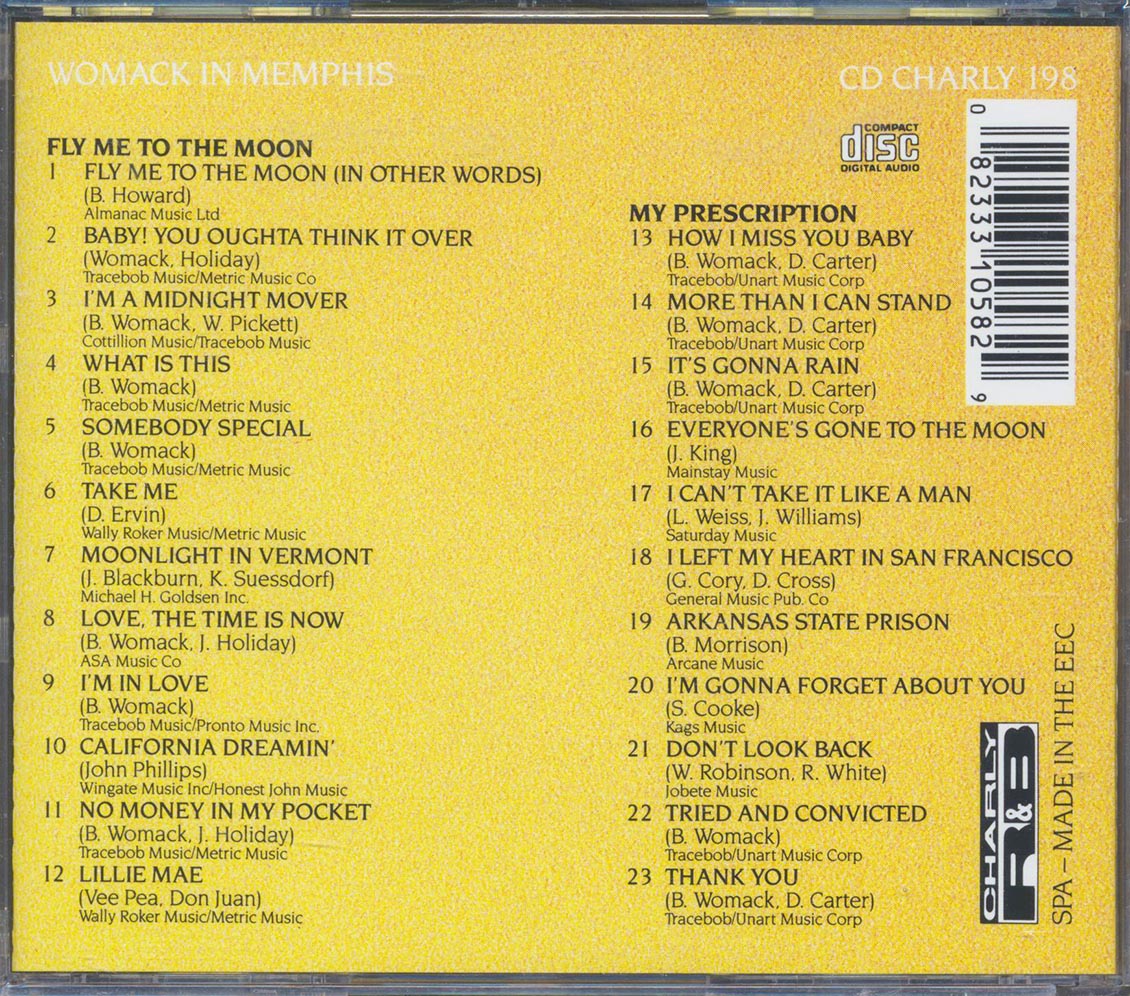 WOMACK IN MEMPHIS
CD CHARLY 198
COMPACT
disc
DIGITAL AUDIO
0 82333 10582 9
FLY ME TO THE MOON
1 FLY ME TO THE MOON (IN OTHER WORDS)
(B. Howard)
Almanac Music Ltd
2 BABY! YOU OUGHTA THINK IT OVER
(Womack, Holiday)
Tracebob Music/Metric Music Co
3 I'M A MIDNIGHT MOVER
(B. Womack, W. Pickett)
Cottillion Music/Tracebob Music
4 WHAT IS THIS
(B. Womack)
Tracebob Music/Metric Music
5 SOMEBODY SPECIAL
(B. Womack)
Tracebob Music/Metric Music
6 TAKE ME
(D. Ervin)
Wally Roker Music/Metric Music
7 MOONLIGHT IN VERMONT
(J. Blackburn, K. Suessdorf)
Michael H. Goldsen Inc.
8 LOVE, THE TIME IS NOW
(B. Womack, J. Holiday)
ASA Music Co
9 I'M IN LOVE
(B. Womack)
Tracebob Music/Pronto Music Inc.
10 CALIFORNIA DREAMIN'
(John Phillips)
Wingate Music Inc/Honest John Music
11 NO MONEY IN MY POCKET
(B. Womack, J. Holiday)
Tracebob Music/Metric Music
12 LILLIE MAE
(Vee Pea, Don Juan)
Wally Roker Music/Metric Music
MY PRESCRIPTION
13 HOW I MISS YOU BABY
(B. Womack, D. Carter)
Tracebob/Unart Music Corp
14 MORE THAN I CAN STAND
(B. Womack, D. Carter)
Tracebob/Unart Music Corp
15 IT'S GONNA RAIN
(B. Womack, D. Carter)
Tracebob/Unart Music Corp
16 EVERYONE'S GONE TO THE MOON
(J. King)
Mainstay Music
17 I CAN'T TAKE IT LIKE A MAN
(L. Weiss, J. Williams)
Saturday Music
18 I LEFT MY HEART IN SAN FRANCISCO
(G. Cory, D. Cross)
General Music Pub. Co
19 ARKANSAS STATE PRISON
(B. Morrison)
Arcane Music
20 I'M GONNA FORGET ABOUT YOU
(S. Cooke)
Kags Music
21 DON'T LOOK BACK
(W. Robinson, R. White)
Jobete Music
22 TRIED AND CONVICTED
(B. Womack)
Tracebob/Unart Music Corp
23 THANK YOU
(B. Womack, D. Carter)
Tracebob/Unart Music Corp
CHARLY
R&B
SPA – MADE IN THE EEC